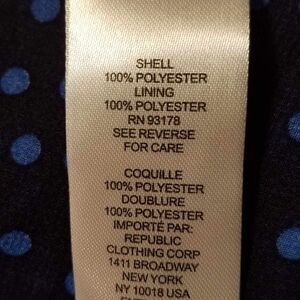 SHELL
100% POLYESTER
LINING
100% POLYESTER
RN 93178
SEE REVERSE
FOR CARE
COQUILLE
100% POLYESTER
DOUBLURE
100% POLYESTER
IMPORTÉ PAR:
REPUBLIC
CLOTHING CORP
1411 BROADWAY
NEW YORK
NY 10018 USA